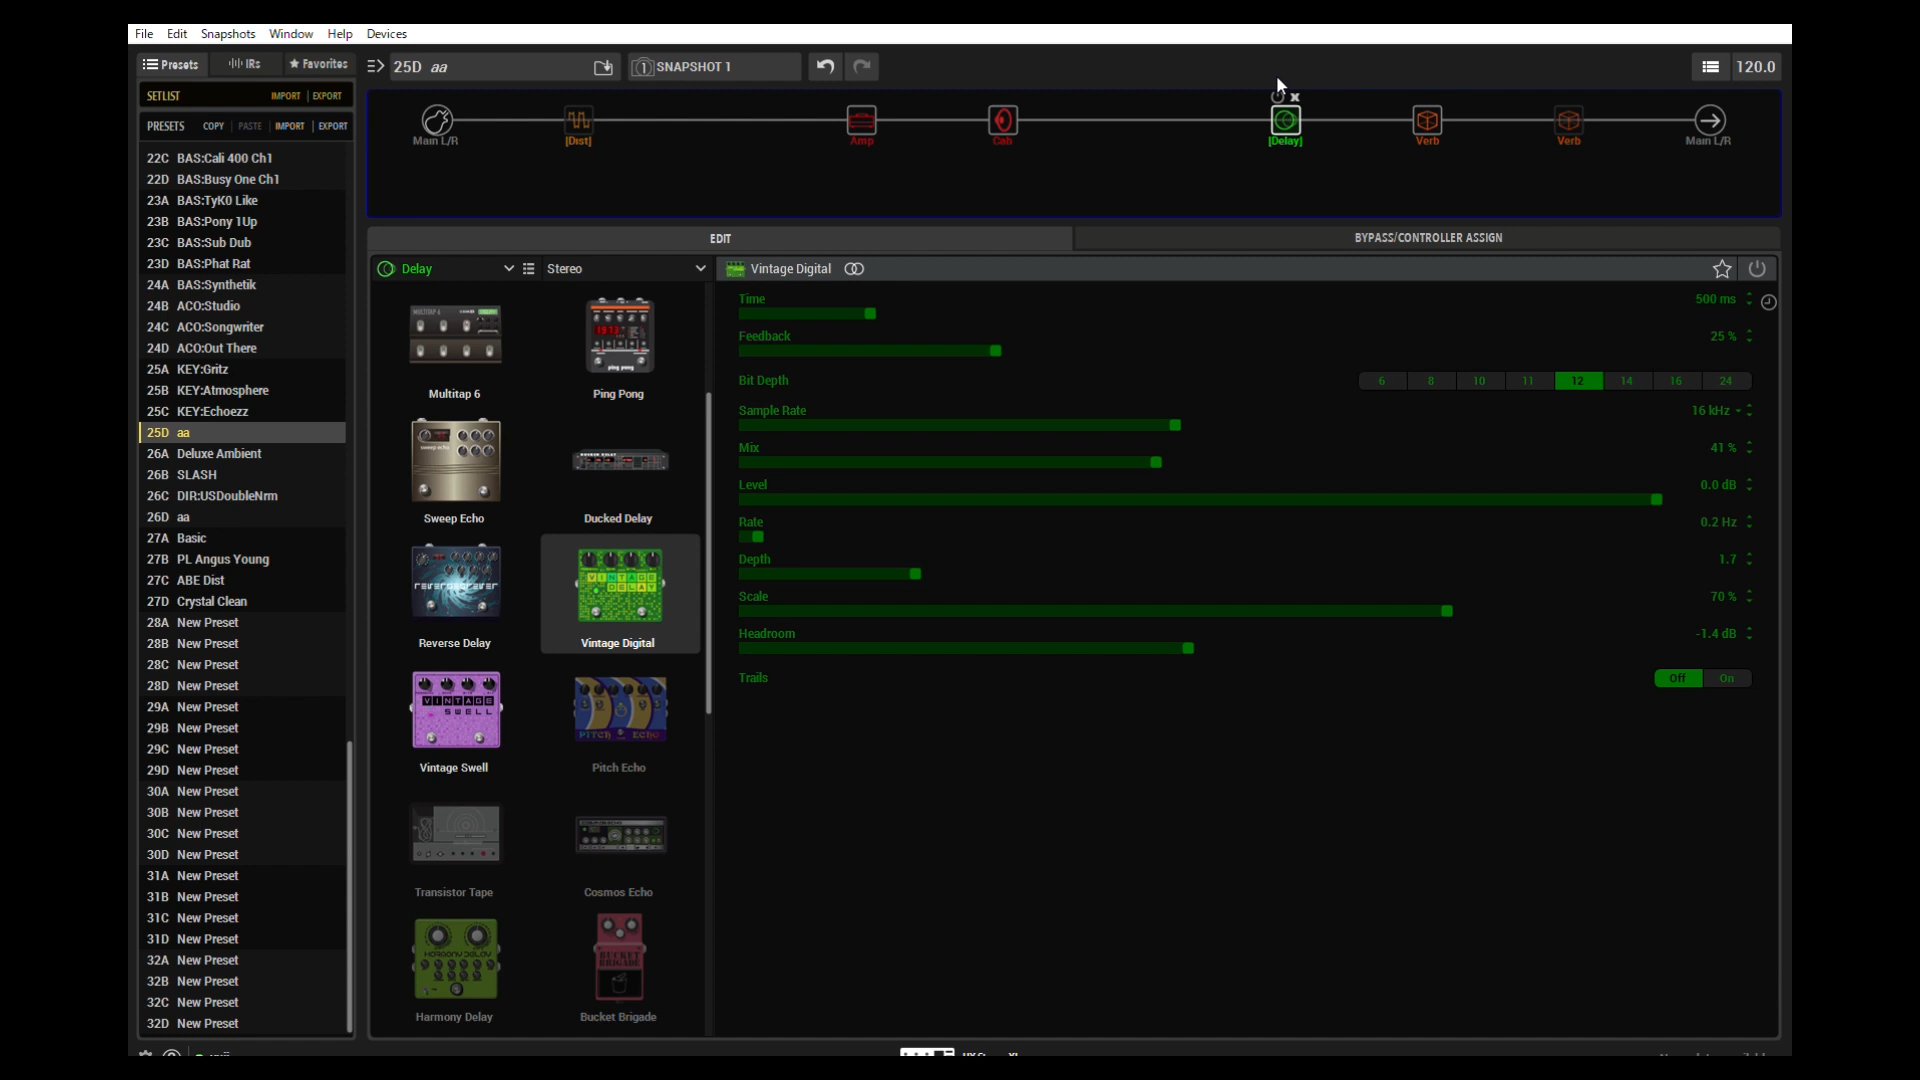 File Edit Snapshots Window Help Devices
Presets IRs Favorites 25D aa 1 SNAPSHOT 1 120.0
SETLIST IMPORT | EXPORT
PRESETS COPY | PASTE | IMPORT | EXPORT
Main L/R [Dist] Amp Cab x [Delay] Verb Verb Main L/R
22C BAS:Cali 400 Ch1
22D BAS:Busy One Ch1
23A BAS:TyK0 Like
23B BAS:Pony 1Up
23C BAS:Sub Dub
23D BAS:Phat Rat
24A BAS:Synthetik
24B ACO:Studio
24C ACO:Songwriter
24D ACO:Out There
25A KEY:Gritz
25B KEY:Atmosphere
25C KEY:Echoezz
25D aa
26A Deluxe Ambient
26B SLASH
26C DIR:USDoubleNrm
26D aa
27A Basic
27B PL Angus Young
27C ABE Dist
27D Crystal Clean
28A New Preset
28B New Preset
28C New Preset
28D New Preset
29A New Preset
29B New Preset
29C New Preset
29D New Preset
30A New Preset
30B New Preset
30C New Preset
30D New Preset
31A New Preset
31B New Preset
31C New Preset
31D New Preset
32A New Preset
32B New Preset
32C New Preset
32D New Preset
EDIT BYPASS/CONTROLLER ASSIGN
Delay Stereo Vintage Digital
Multitap 6 Ping Pong
Sweep Echo Ducked Delay
Reverse Delay Vintage Digital
VINTAGE SWELL
VINTAGE DELAY
PITCH ECHO
HARMONY DELAY
BUCKET BRIGADE
Vintage Swell Pitch Echo
Transistor Tape Cosmos Echo
Harmony Delay Bucket Brigade
Time 500 ms
Feedback 25 %
Bit Depth 6 8 10 11 12 14 16 24
Sample Rate 16 kHz
Mix 41 %
Level 0.0 dB
Rate 0.2 Hz
Depth 1.7
Scale 70 %
Headroom -1.4 dB
Trails Off On